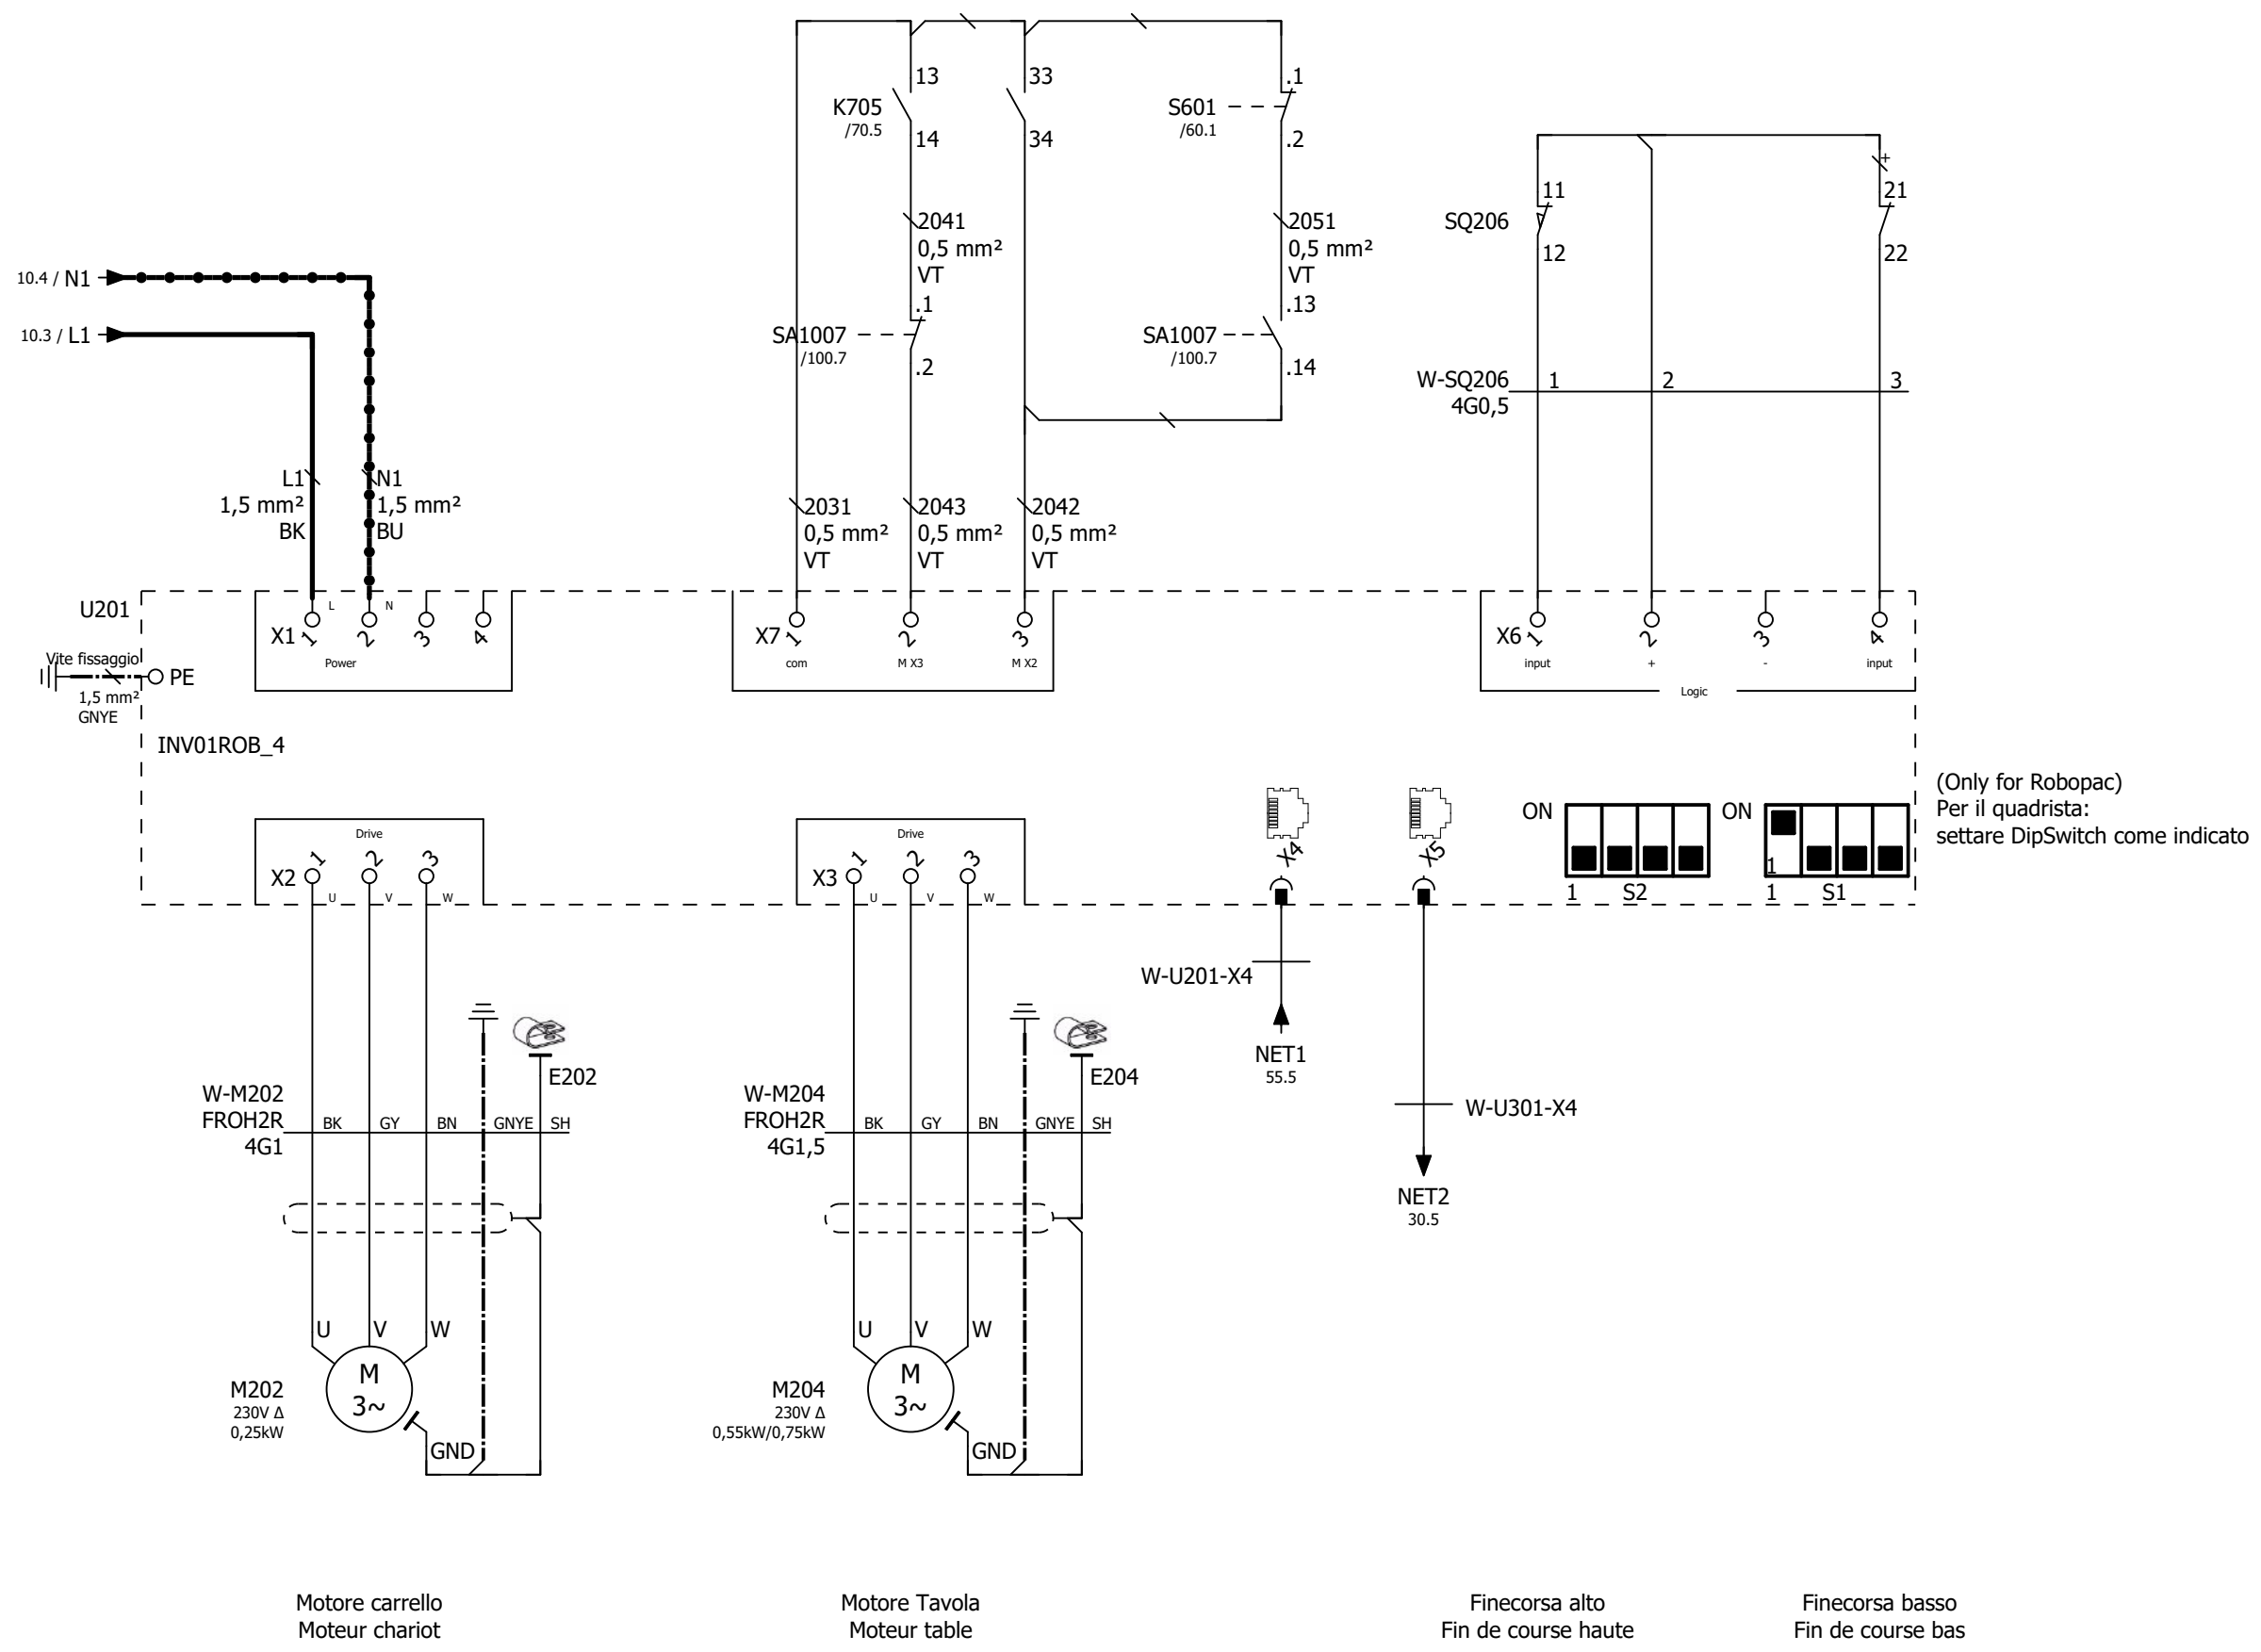 13
33
.1
K705
/70.5
S601
/60.1
14
34
.2
11
21
+
SQ206
12
22
2041
0,5 mm²
VT
2051
0,5 mm²
VT
10.4 / N1
10.3 / L1
.1
SA1007
/100.7
.2
.13
SA1007
/100.7
.14
W-SQ206
4G0,5
1
2
3
L1
1,5 mm²
BK
N1
1,5 mm²
BU
2031
0,5 mm²
VT
2043
0,5 mm²
VT
2042
0,5 mm²
VT
U201
L
N
X1
1
2
3
4
Power
X7
1
2
3
com
M X3
M X2
X6
1
2
3
4
input
+
-
input
Logic
Vite fissaggio
PE
1,5 mm²
GNYE
INV01ROB_4
(Only for Robopac)
Per il quadrista:
settare DipSwitch come indicato
ON
1
S2
ON
1
1
S1
Drive
X2
1
2
3
U
V
W
Drive
X3
1
2
3
U
V
W
X4
X5
W-U201-X4
NET1
55.5
W-U301-X4
NET2
30.5
E202
W-M202
FROH2R
4G1
BK
GY
BN
GNYE
SH
E204
W-M204
FROH2R
4G1,5
BK
GY
BN
GNYE
SH
U
V
W
M
3~
M202
230V Δ
0,25kW
GND
U
V
W
M
3~
M204
230V Δ
0,55kW/0,75kW
GND
Motore carrello
Moteur chariot
Motore Tavola
Moteur table
Finecorsa alto
Fin de course haute
Finecorsa basso
Fin de course bas